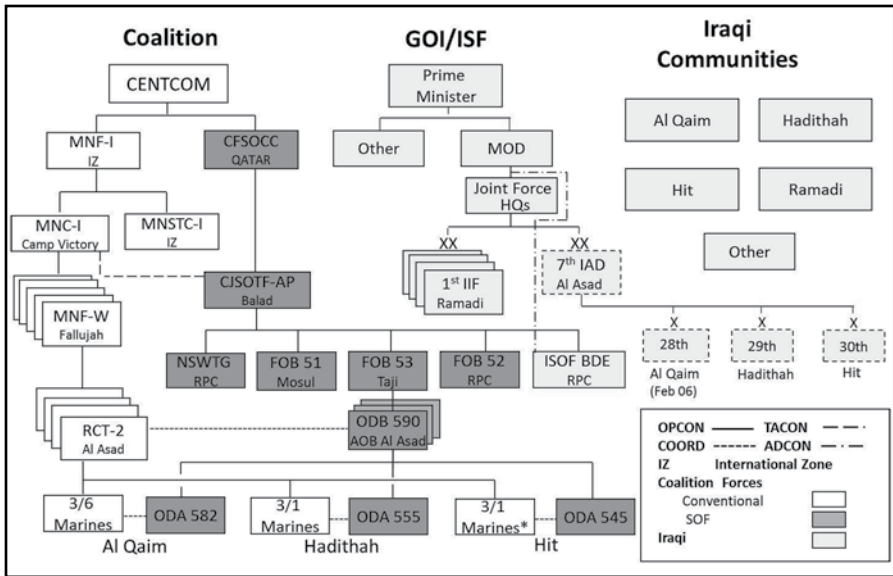 Coalition
GOI/ISF
Iraqi
Communities
CENTCOM
MNF-I
IZ
CFSOCC
QATAR
MNC-I
Camp Victory
MNSTC-I
IZ
MNF-W
Fallujah
CJSOTF-AP
Balad
NSWTG
RPC
FOB 51
Mosul
FOB 53
Taji
FOB 52
RPC
ISOF BDE
RPC
RCT-2
Al Asad
ODB 590
AOB Al Asad
3/6
Marines
ODA 582
Al Qaim
3/1
Marines
ODA 555
Hadithah
3/1
Marines*
ODA 545
Hit
Prime
Minister
Other
MOD
Joint Force
HQs
XX
1st IIF
Ramadi
XX
7th IAD
Al Asad
X
28th
Al Qaim
(Feb 06)
X
29th
Hadithah
X
30th
Hit
Al Qaim
Hadithah
Hit
Ramadi
Other
OPCON TACON
COORD ADCON
IZ International Zone
Coalition Forces
Conventional
SOF
Iraqi